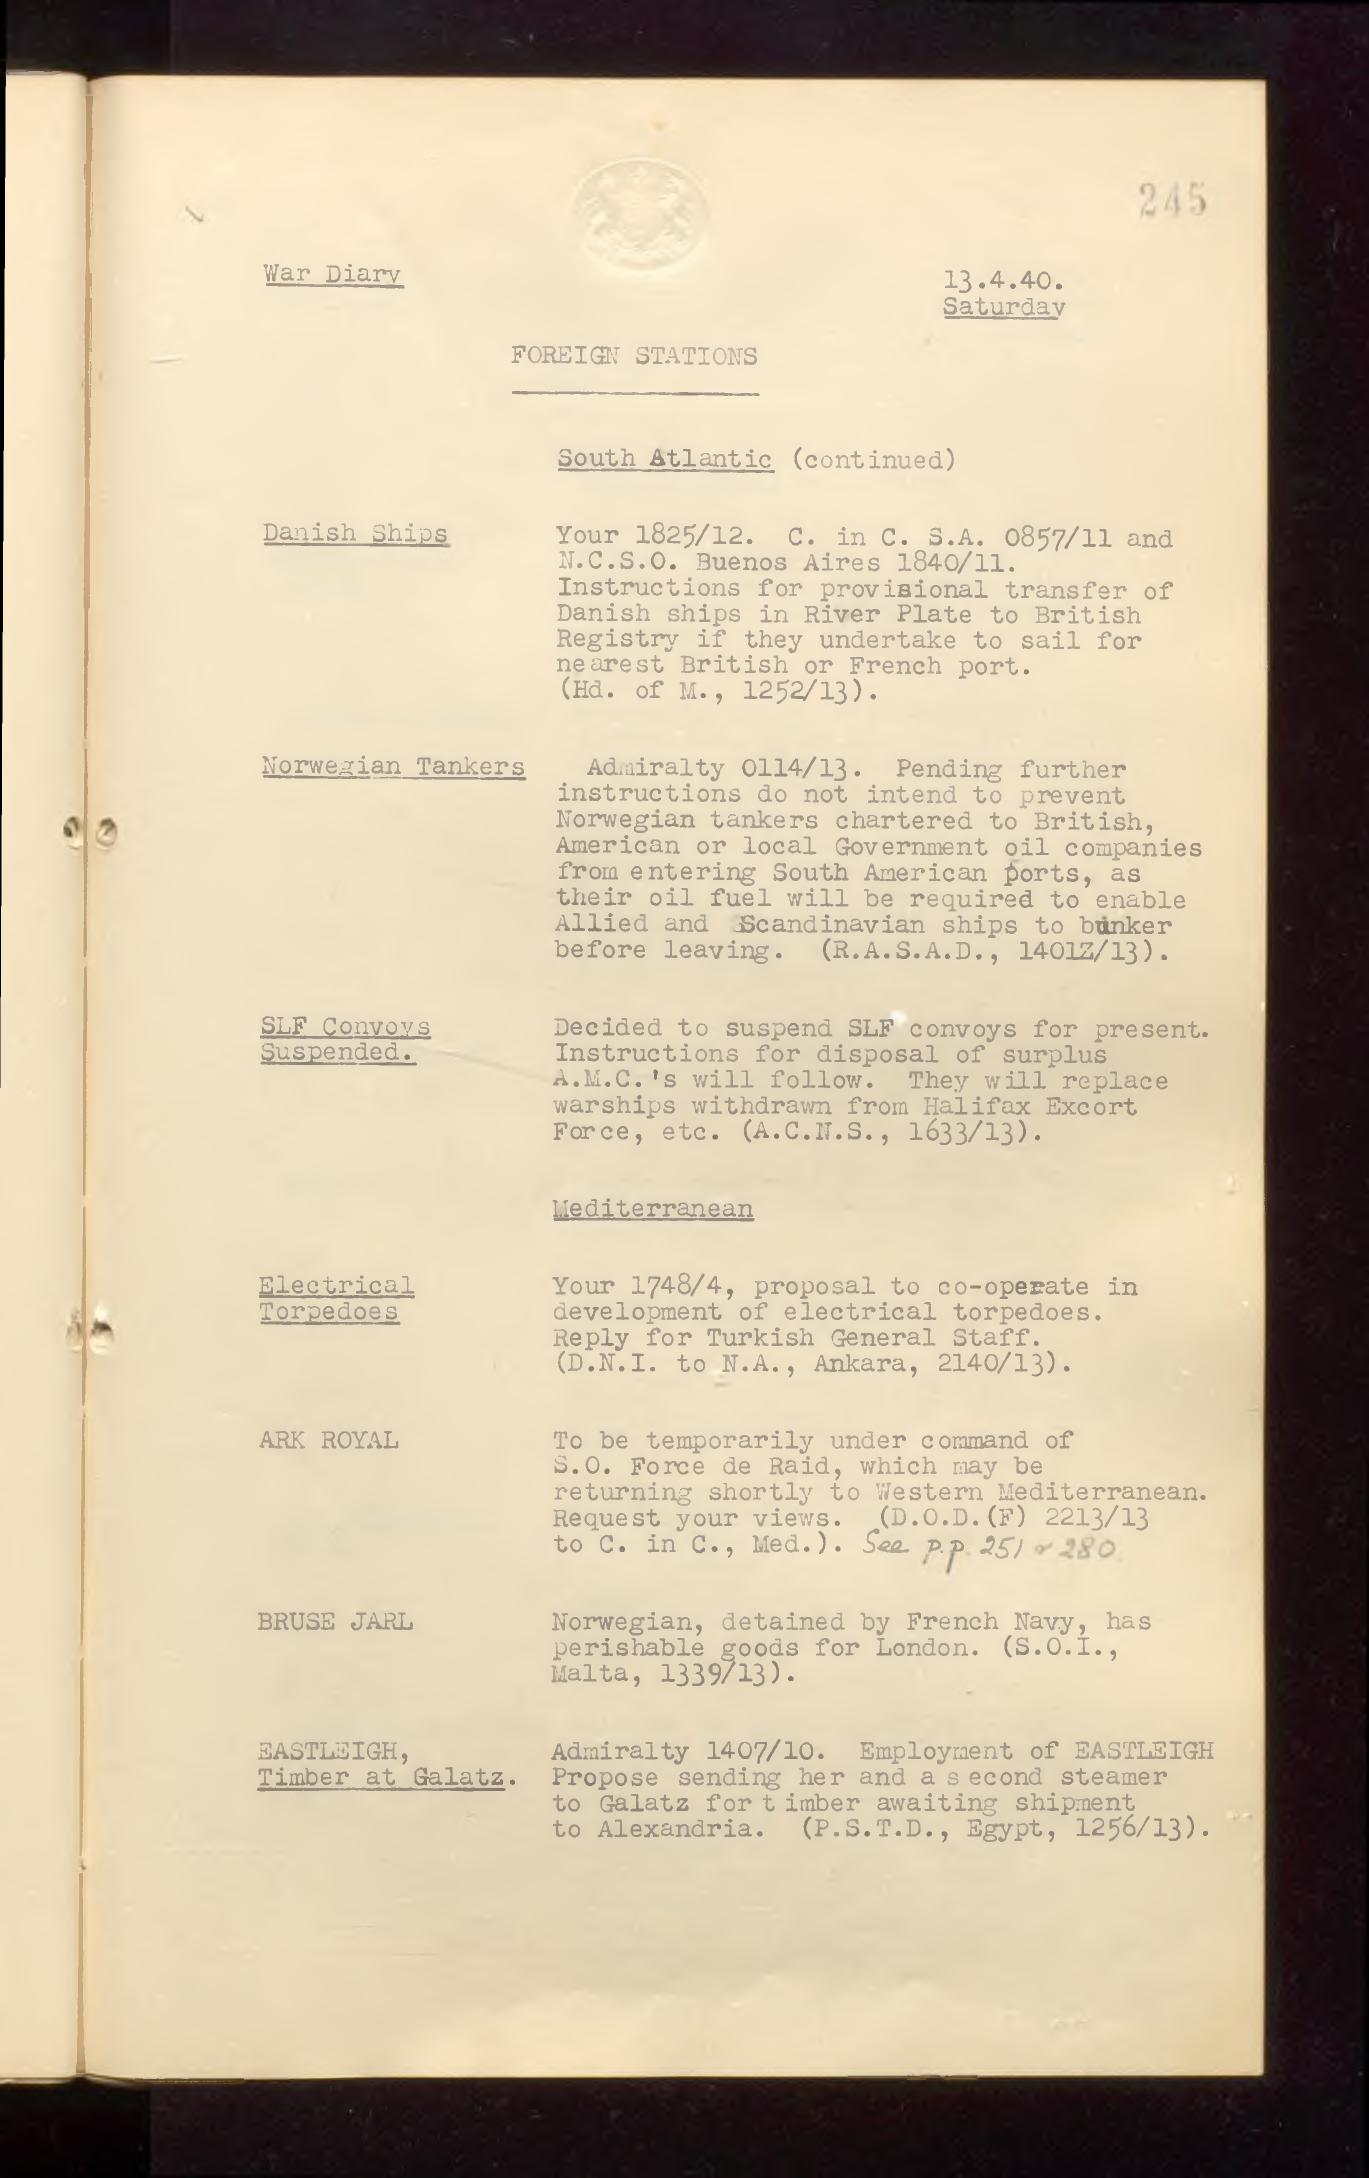 245
War Diary
13.4.40.
Saturday
FOREIGN STATIONS
South Atlantic (continued)
Danish Ships
Your 1825/12. C. in C. S.A. 0857/11 and
N.C.S.O. Buenos Aires 1840/11.
Instructions for provisional transfer of
Danish ships in River Plate to British
Registry if they undertake to sail for
nearest British or French port.
(Hd. of M., 1252/13).
Norwegian Tankers
Admiralty 0114/13. Pending further
instructions do not intend to prevent
Norwegian tankers chartered to British,
American or local Government oil companies
from entering South American ports, as
their oil fuel will be required to enable
Allied and Scandinavian ships to bunker
before leaving. (R.A.S.A.D., 1401Z/13).
SLF Convoys
Suspended.
Decided to suspend SLF convoys for present.
Instructions for disposal of surplus
A.M.C.'s will follow. They will replace
warships withdrawn from Halifax Excort
Force, etc. (A.C.N.S., 1633/13).
Mediterranean
Electrical
Torpedoes
Your 1748/4, proposal to co-operate in
development of electrical torpedoes.
Reply for Turkish General Staff.
(D.N.I. to N.A., Ankara, 2140/13).
ARK ROYAL
To be temporarily under command of
S.O. Force de Raid, which may be
returning shortly to Western Mediterranean.
Request your views. (D.O.D.(F) 2213/13
to C. in C., Med.). See p.p. 251 or 280
BRUSE JARL
Norwegian, detained by French Navy, has
perishable goods for London. (S.O.I.,
Malta, 1339/13).
EASTLEIGH,
Timber at Galatz.
Admiralty 1407/10. Employment of EASTLEIGH
Propose sending her and a second steamer
to Galatz for timber awaiting shipment
to Alexandria. (P.S.T.D., Egypt, 1256/13).